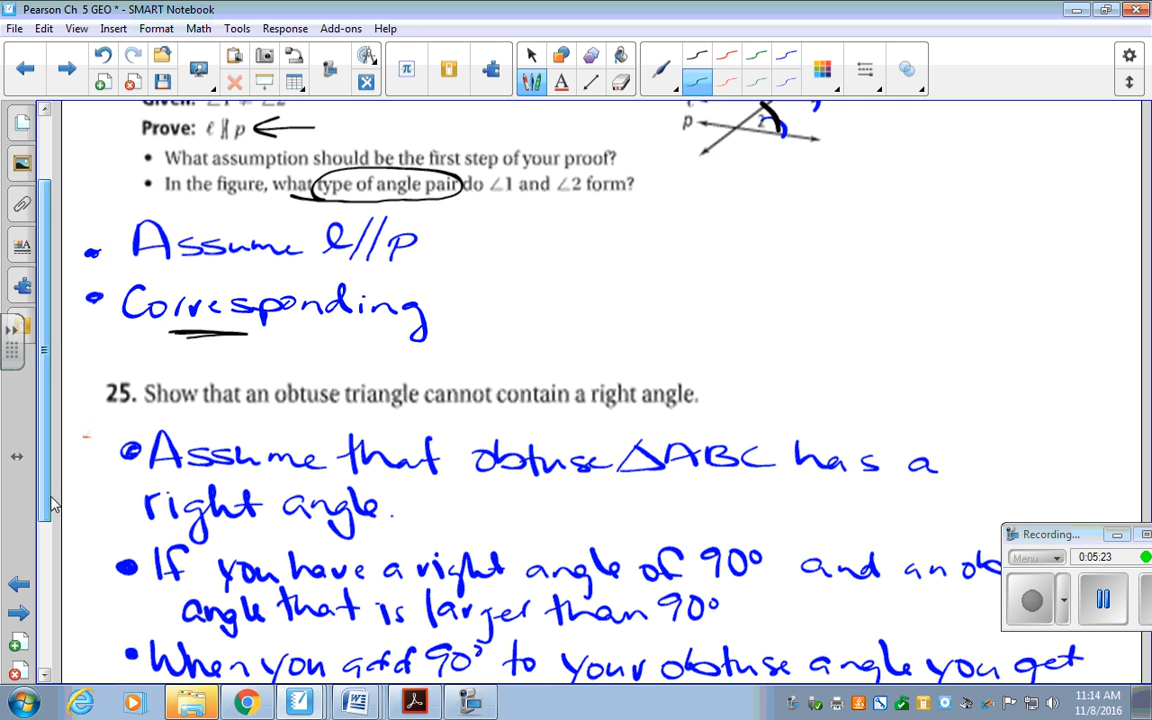 Pearson Ch 5 GEO * - SMART Notebook
File Edit View Insert Format Math Tools Response Add-ons Help
Prove: ℓ ∦ p
p
2
• What assumption should be the first step of your proof?
• In the figure, what type of angle pair do ∠1 and ∠2 form?
• Assume ℓ//p
• Corresponding
25. Show that an obtuse triangle cannot contain a right angle.
• Assume that obtuse △ABC has a
right angle.
• If you have a right angle of 90° and an ob
angle that is larger than 90°
• When you add 90° to your obtuse angle you get
Recording...
Menu
0:05:23
11:14 AM
11/8/2016